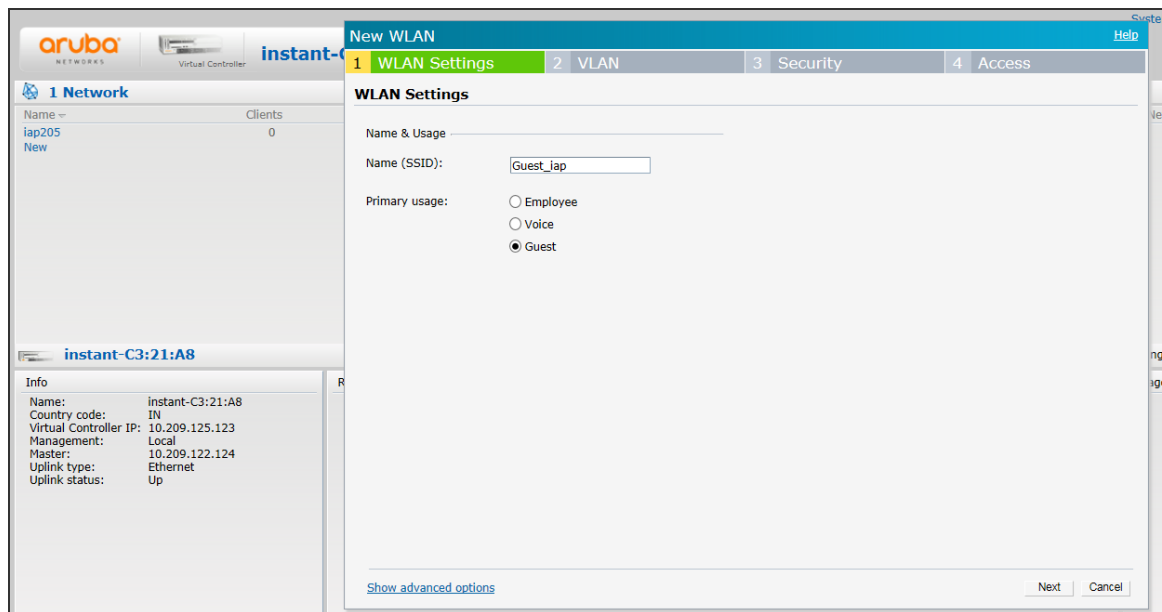 Syste
aruba
NETWORKS
Virtual Controller
instant-C
1 Network
Name
Clients
iap205
0
New
instant-C3:21:A8
Info
Name: instant-C3:21:A8
Country code: IN
Virtual Controller IP: 10.209.125.123
Management: Local
Master: 10.209.122.124
Uplink type: Ethernet
Uplink status: Up
R
New WLAN
Help
1 WLAN Settings
2 VLAN
3 Security
4 Access
WLAN Settings
Name & Usage
Name (SSID): Guest_iap
Primary usage:
Employee
Voice
Guest
Show advanced options
Next
Cancel